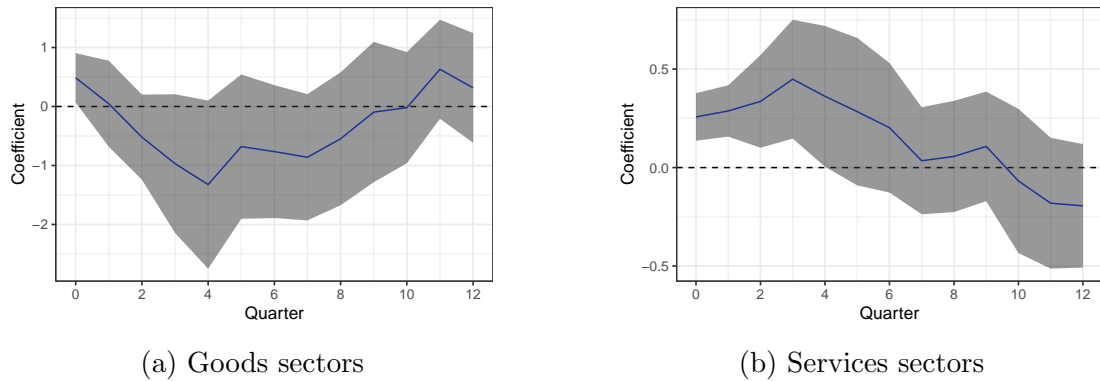 1
0
−1
−2
Coefficient
0 2 4 6 8 10 12
Quarter
(a) Goods sectors
0.5
0.0
−0.5
Coefficient
0 2 4 6 8 10 12
Quarter
(b) Services sectors